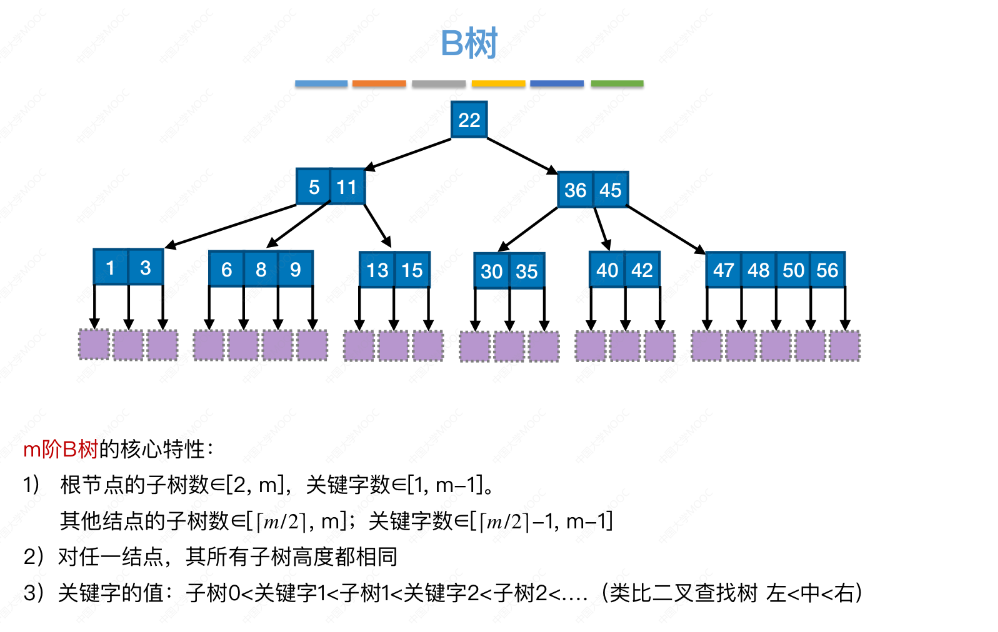 B树
22
5 11
36 45
1 3
6 8 9
13 15
30 35
40 42
47 48 50 56
m阶B树的核心特性：
1） 根节点的子树数∈[2, m]，关键字数∈[1, m-1]。
其他结点的子树数∈[⌈m/2⌉, m]；关键字数∈[⌈m/2⌉-1, m-1]
2）对任一结点，其所有子树高度都相同
3）关键字的值：子树0<关键字1<子树1<关键字2<子树2<....（类比二叉查找树 左<中<右）